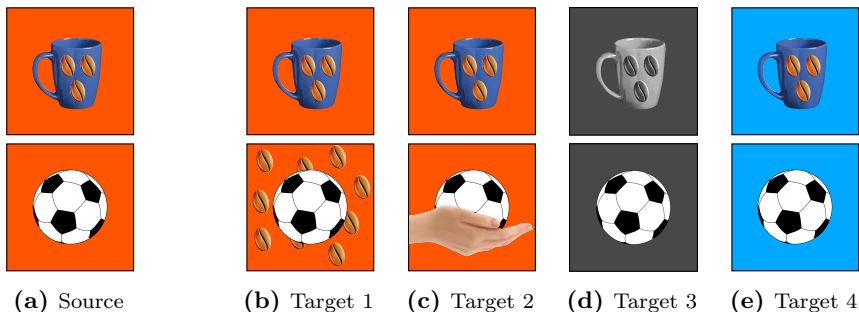 (a) Source
(b) Target 1
(c) Target 2
(d) Target 3
(e) Target 4